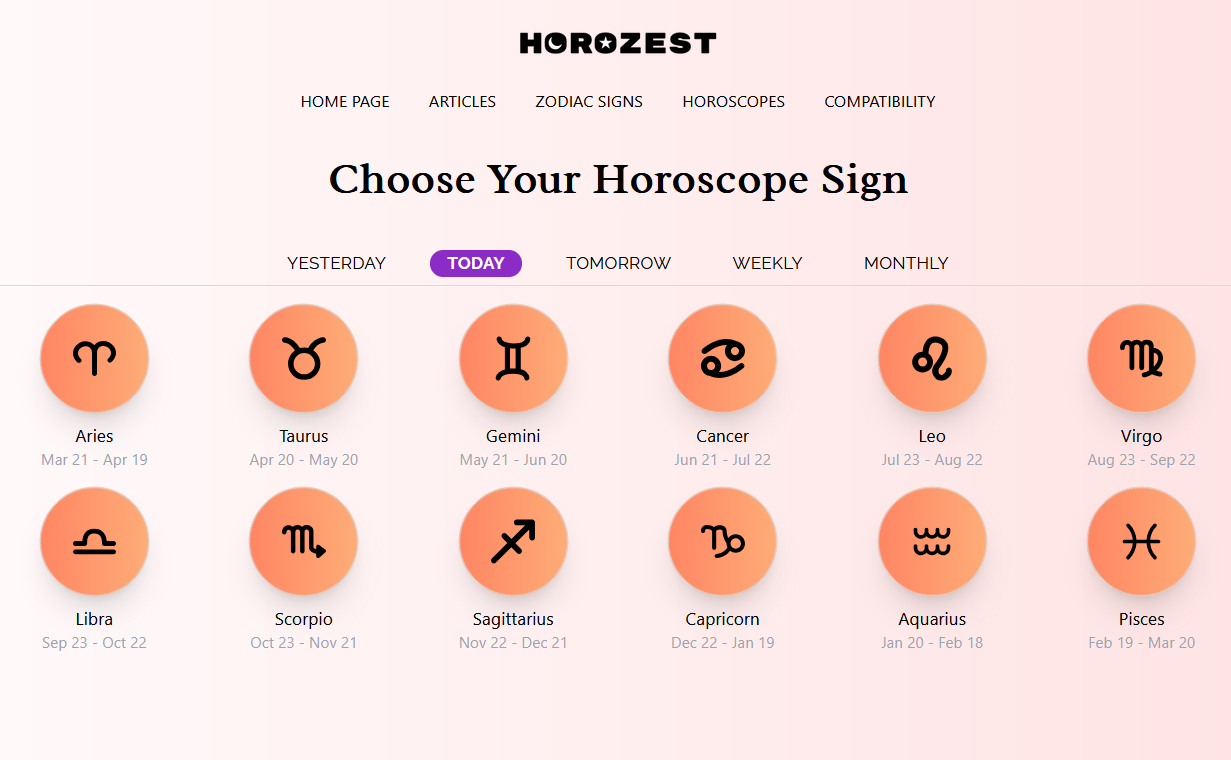 HOROZEST
HOME PAGE ARTICLES ZODIAC SIGNS HOROSCOPES COMPATIBILITY
Choose Your Horoscope Sign
YESTERDAY TODAY TOMORROW WEEKLY MONTHLY
Aries Taurus Gemini Cancer Leo Virgo
Mar 21 - Apr 19 Apr 20 - May 20 May 21 - Jun 20 Jun 21 - Jul 22 Jul 23 - Aug 22 Aug 23 - Sep 22
Libra Scorpio Sagittarius Capricorn Aquarius Pisces
Sep 23 - Oct 22 Oct 23 - Nov 21 Nov 22 - Dec 21 Dec 22 - Jan 19 Jan 20 - Feb 18 Feb 19 - Mar 20